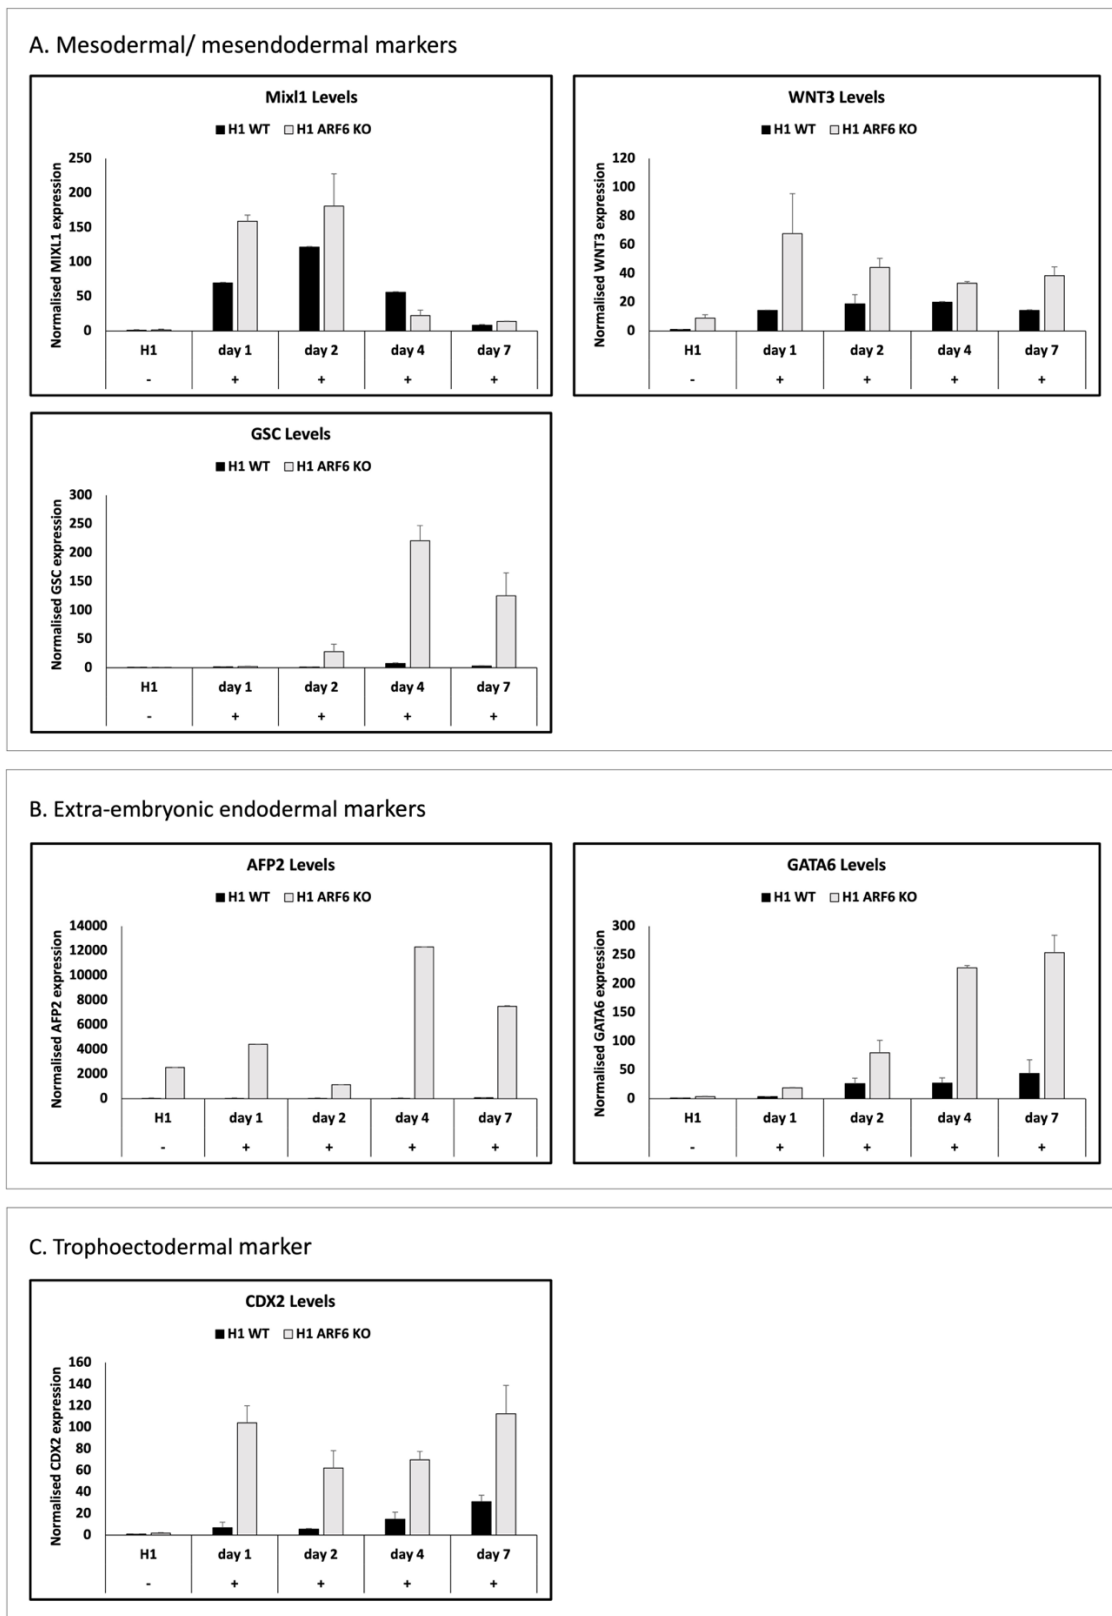 A. Mesodermal/ mesendodermal markers
Mixl1 Levels
H1 WT H1 ARF6 KO
Normalised MIXL1 expression
250
200
150
100
50
0
H1 day 1 day 2 day 4 day 7
- + + + +
WNT3 Levels
H1 WT H1 ARF6 KO
Normalised WNT3 expression
120
100
80
60
40
20
0
H1 day 1 day 2 day 4 day 7
- + + + +
GSC Levels
H1 WT H1 ARF6 KO
Normalised GSC expression
300
250
200
150
100
50
0
H1 day 1 day 2 day 4 day 7
- + + + +
B. Extra-embryonic endodermal markers
AFP2 Levels
H1 WT H1 ARF6 KO
Normalised AFP2 expression
14000
12000
10000
8000
6000
4000
2000
0
H1 day 1 day 2 day 4 day 7
- + + + +
GATA6 Levels
H1 WT H1 ARF6 KO
Normalised GATA6 expression
300
250
200
150
100
50
0
H1 day 1 day 2 day 4 day 7
- + + + +
C. Trophoectodermal marker
CDX2 Levels
H1 WT H1 ARF6 KO
Normalised CDX2 expression
160
140
120
100
80
60
40
20
0
H1 day 1 day 2 day 4 day 7
- + + + +